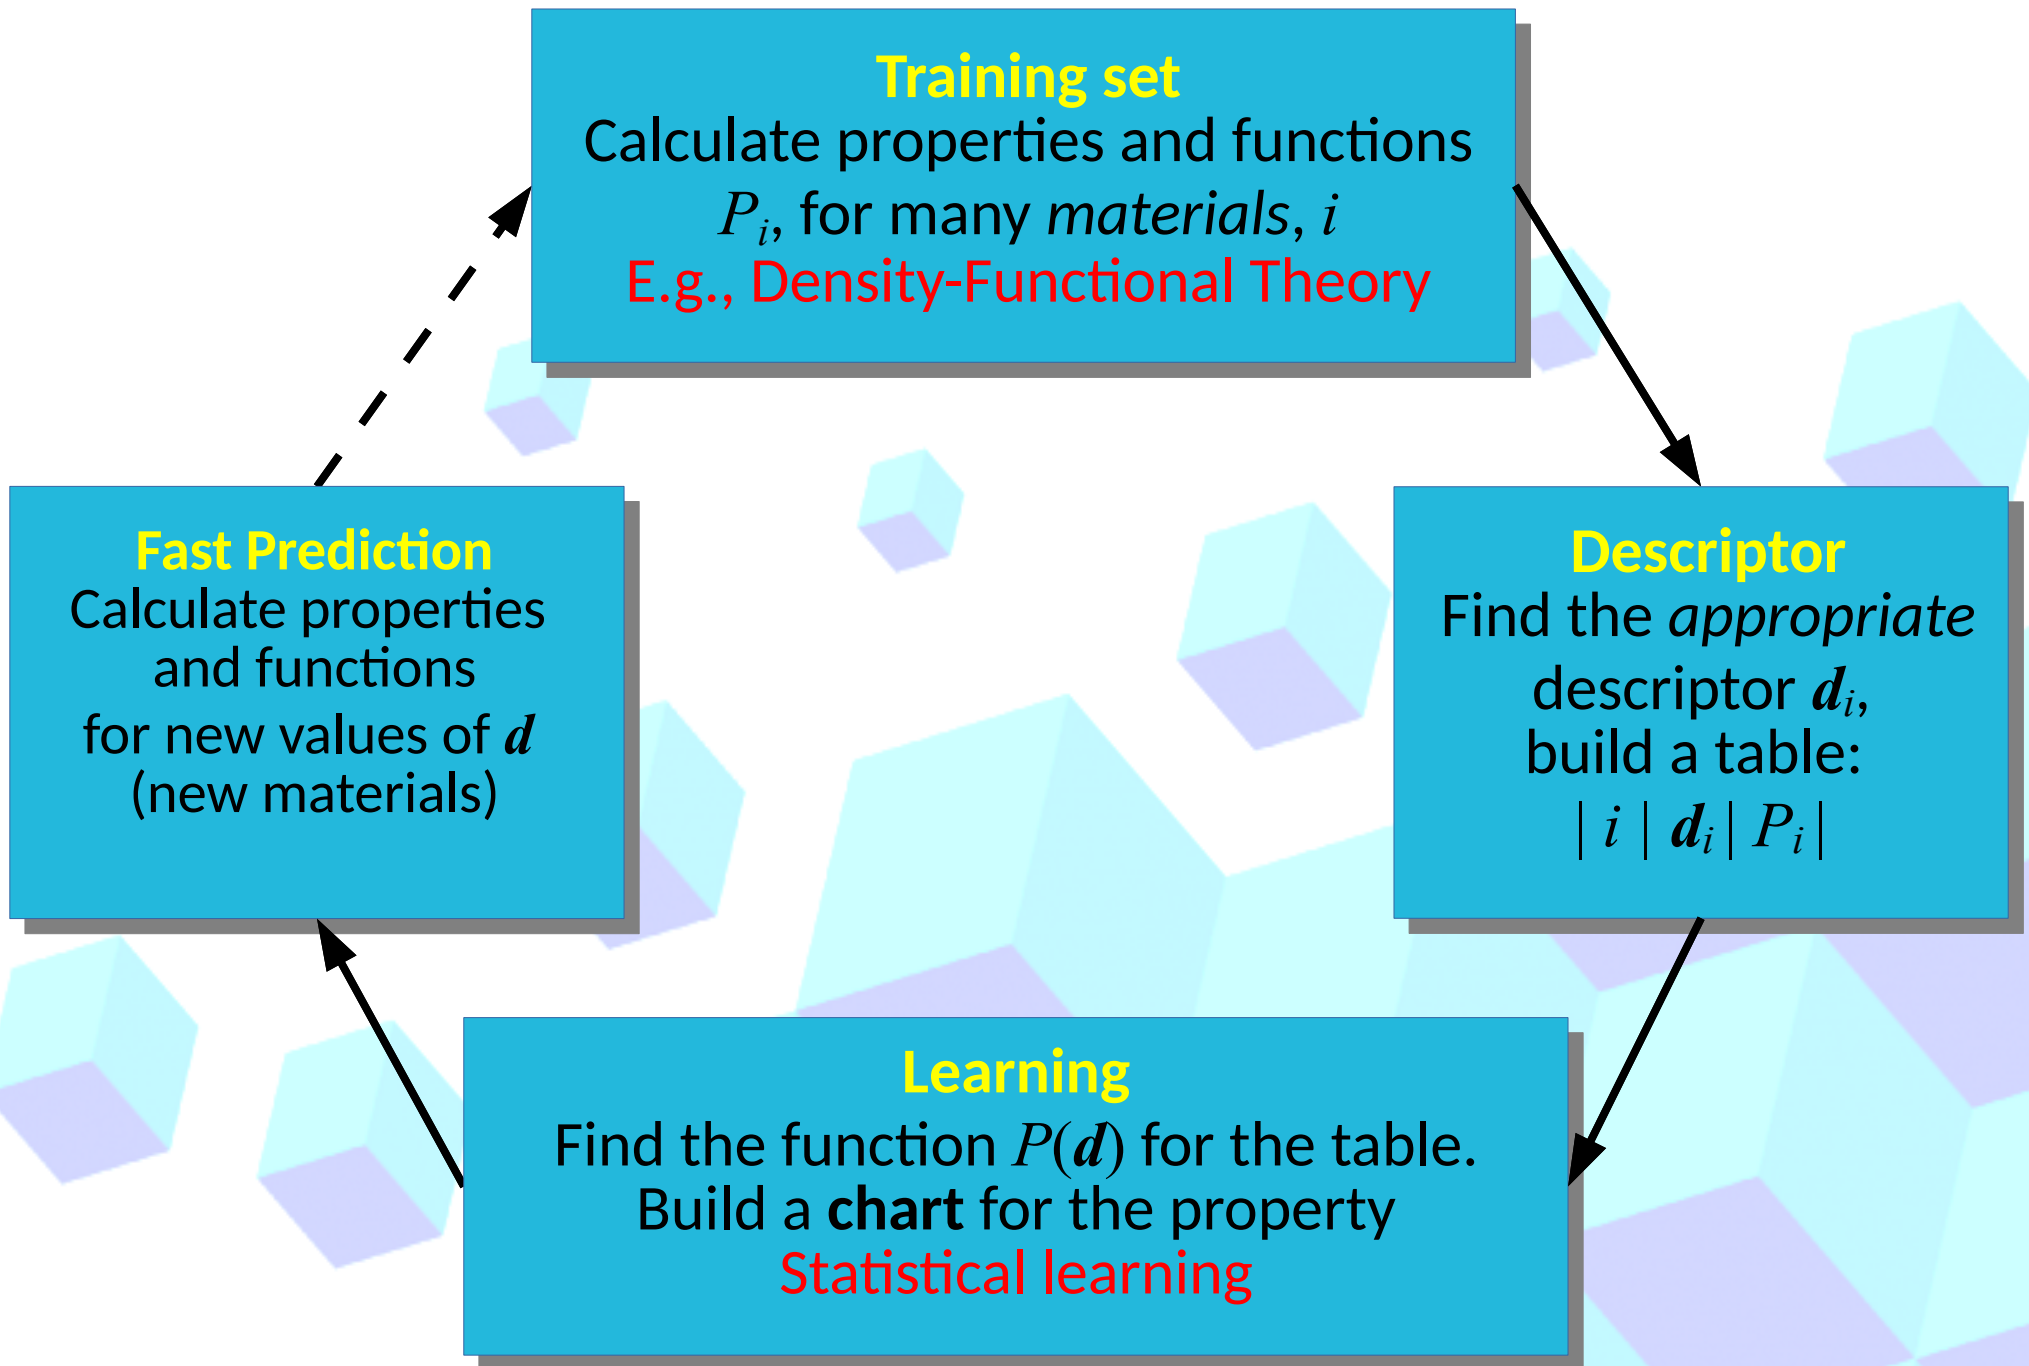 Training set
Calculate properties and functions
Pᵢ, for many materials, i
E.g., Density-Functional Theory
Fast Prediction
Calculate properties
and functions
for new values of d
(new materials)
Descriptor
Find the appropriate
descriptor dᵢ,
build a table:
| i | dᵢ | Pᵢ |
Learning
Find the function P(d) for the table.
Build a chart for the property
Statistical learning